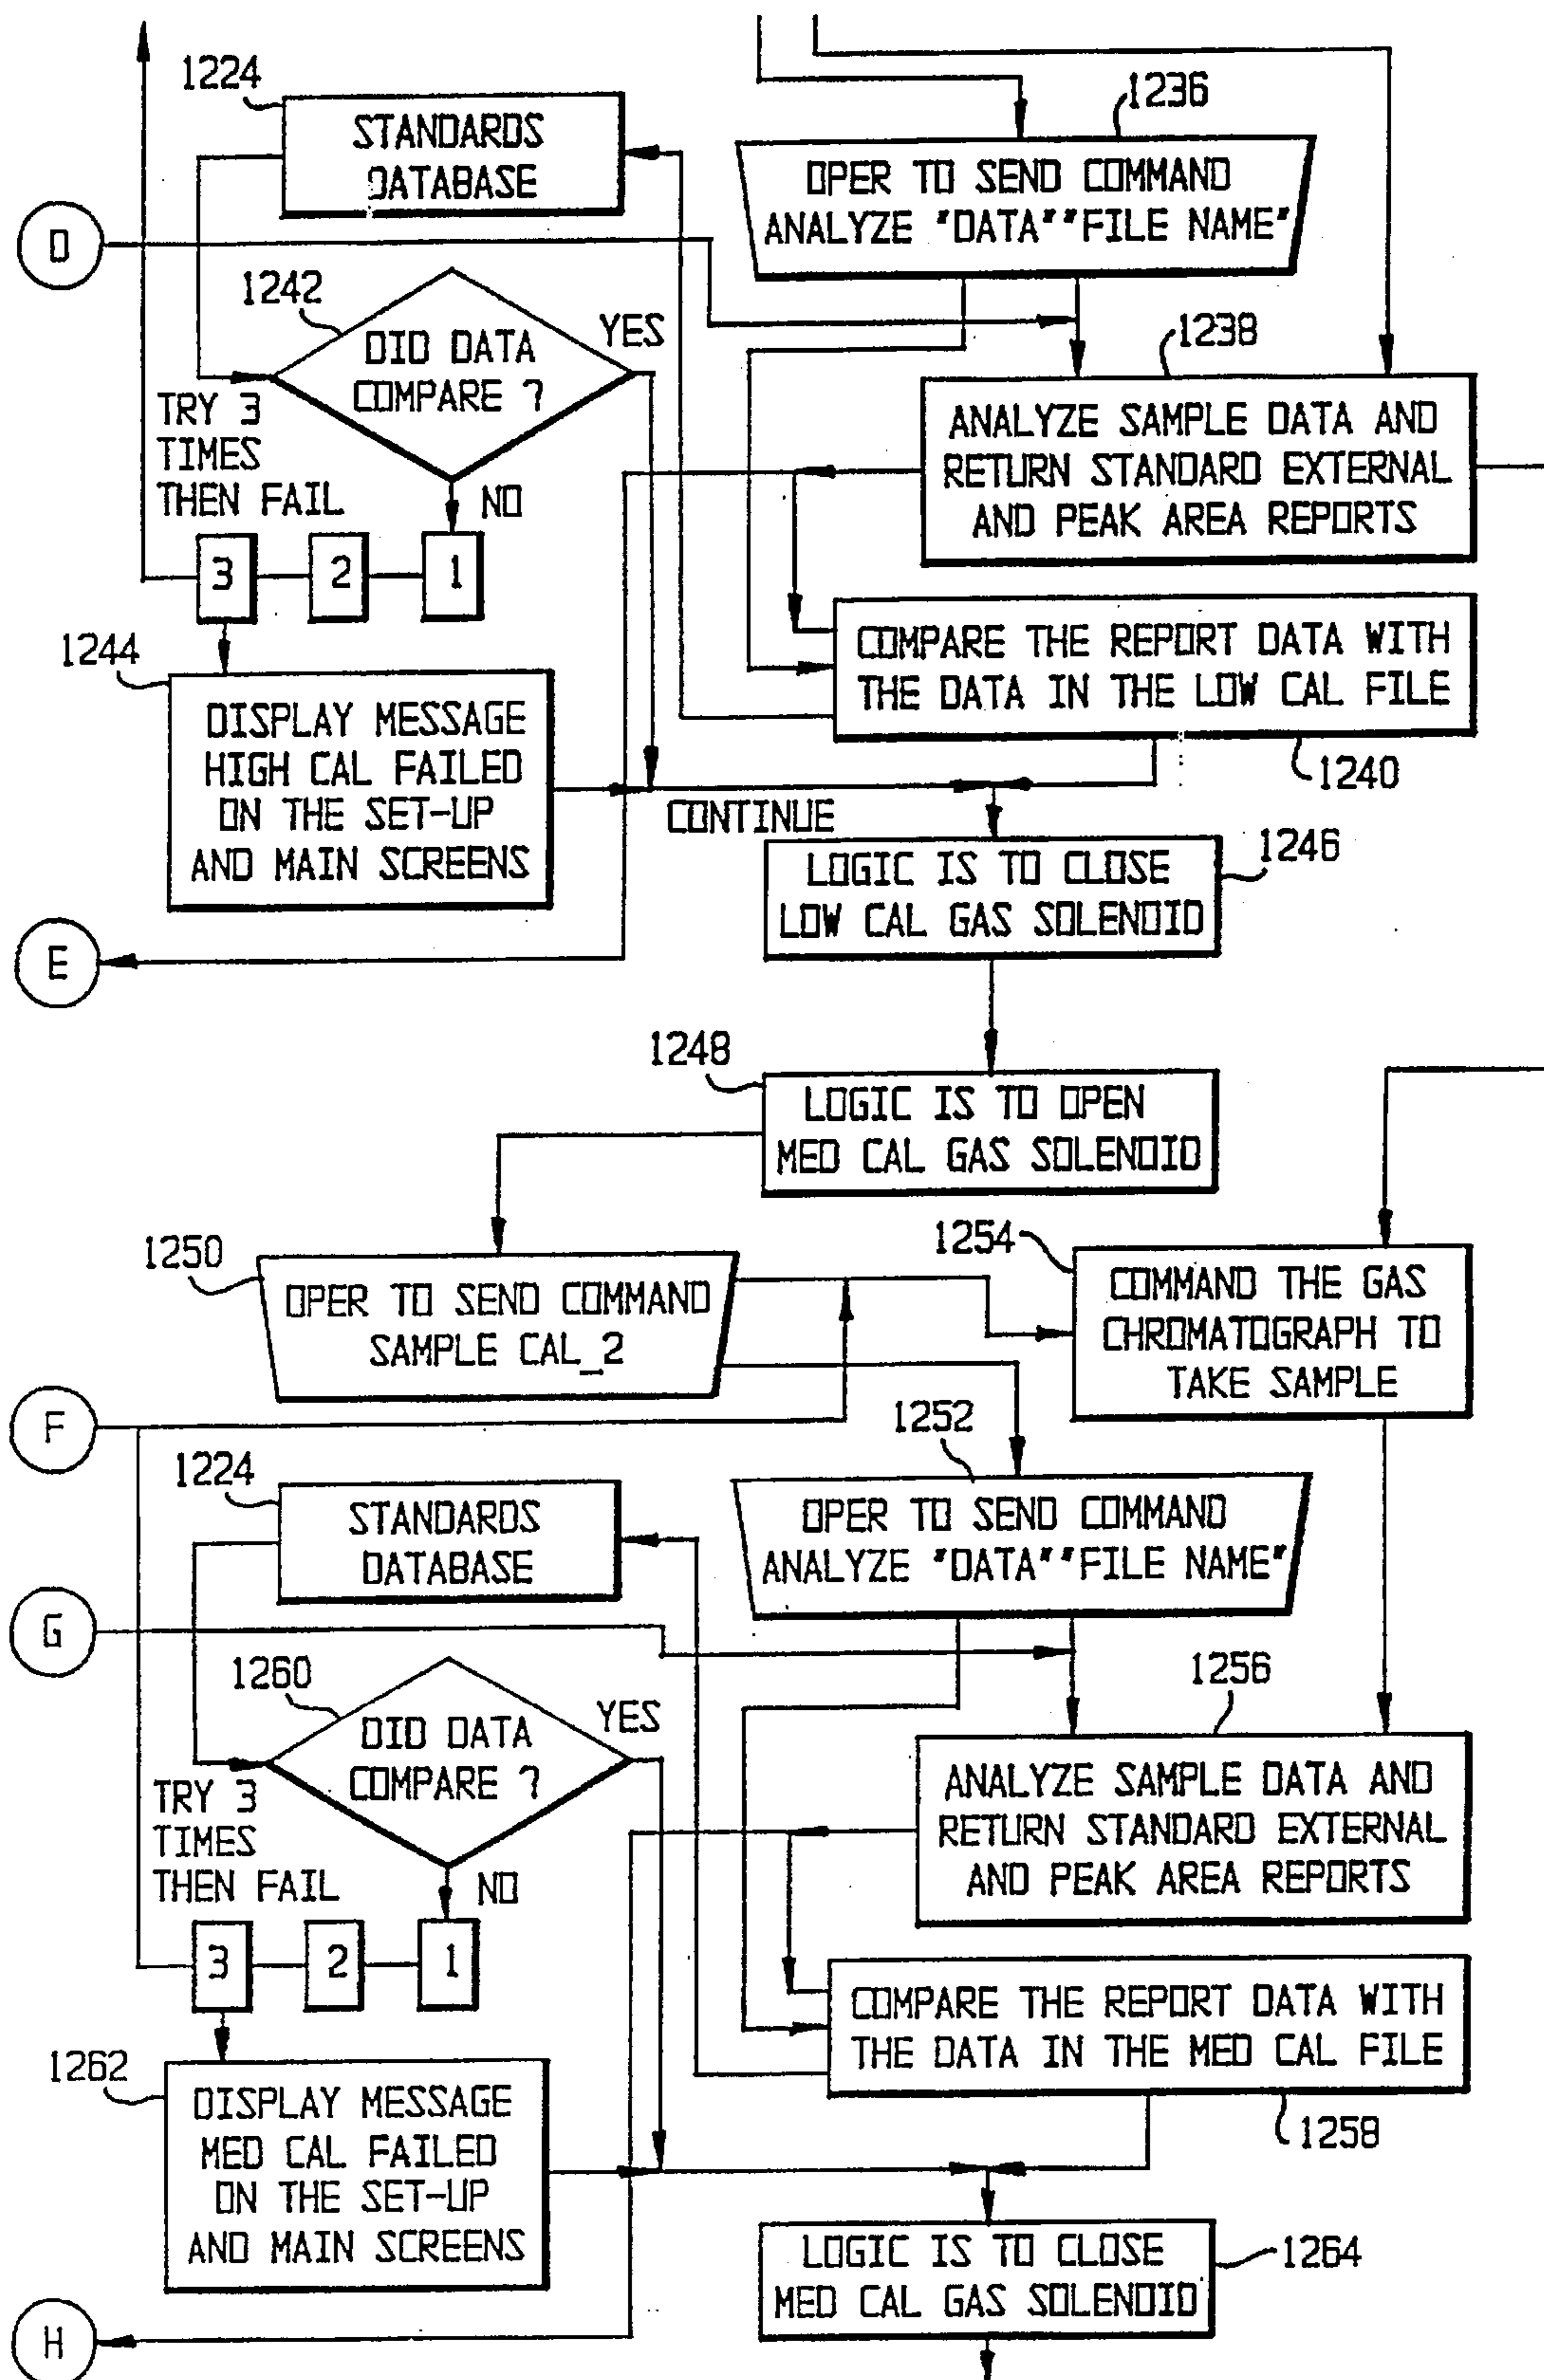 1224
STANDARDS
DATABASE
1236
OPER TO SEND COMMAND
ANALYZE "DATA""FILE NAME"
D
1242
DID DATA
COMPARE ?
YES
NO
TRY 3
TIMES
THEN FAIL
3
2
1
1238
ANALYZE SAMPLE DATA AND
RETURN STANDARD EXTERNAL
AND PEAK AREA REPORTS
COMPARE THE REPORT DATA WITH
THE DATA IN THE LOW CAL FILE
1240
1244
DISPLAY MESSAGE
HIGH CAL FAILED
ON THE SET-UP
AND MAIN SCREENS
CONTINUE
1246
LOGIC IS TO CLOSE
LOW CAL GAS SOLENOID
E
1248
LOGIC IS TO OPEN
MED CAL GAS SOLENOID
1250
OPER TO SEND COMMAND
SAMPLE CAL_2
1254
COMMAND THE GAS
CHROMATOGRAPH TO
TAKE SAMPLE
F
1224
STANDARDS
DATABASE
1252
OPER TO SEND COMMAND
ANALYZE "DATA""FILE NAME"
G
1260
DID DATA
COMPARE ?
YES
NO
TRY 3
TIMES
THEN FAIL
3
2
1
1256
ANALYZE SAMPLE DATA AND
RETURN STANDARD EXTERNAL
AND PEAK AREA REPORTS
COMPARE THE REPORT DATA WITH
THE DATA IN THE MED CAL FILE
1258
1262
DISPLAY MESSAGE
MED CAL FAILED
ON THE SET-UP
AND MAIN SCREENS
LOGIC IS TO CLOSE
MED CAL GAS SOLENOID
1264
H